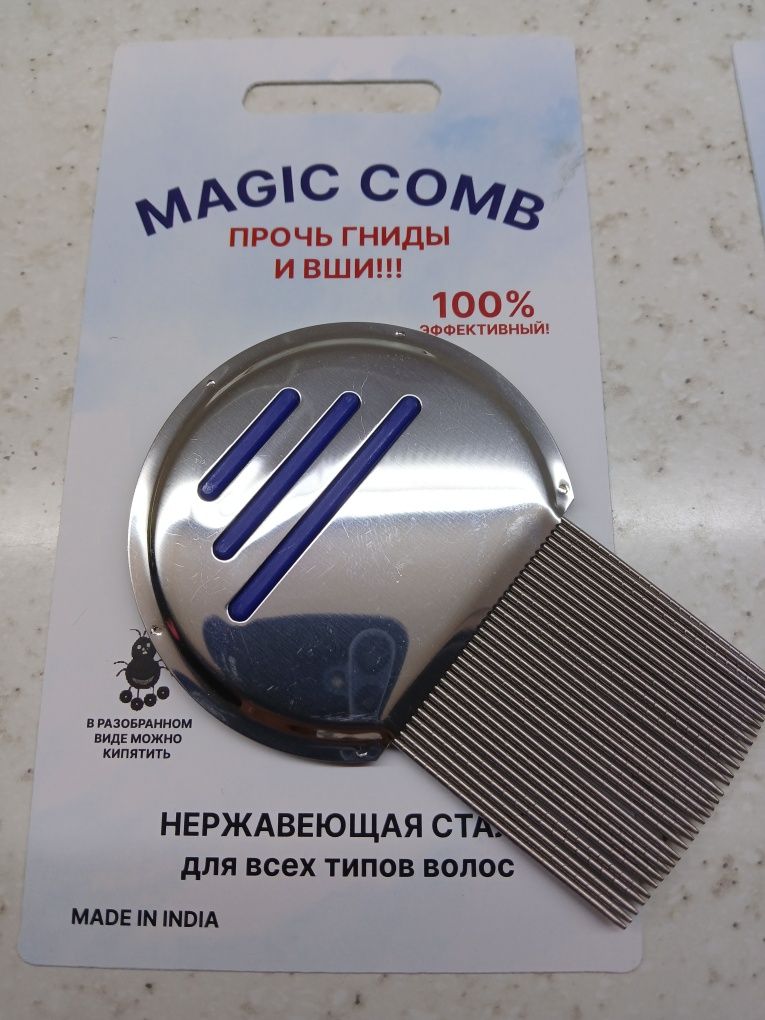 MAGIC COMB
ПРОЧЬ ГНИДЫ
И ВШИ!!!
100%
ЭФФЕКТИВНЫЙ!
В РАЗОБРАННОМ
ВИДЕ МОЖНО
КИПЯТИТЬ
НЕРЖАВЕЮЩАЯ СТА
для всех типов волос
MADE IN INDIA